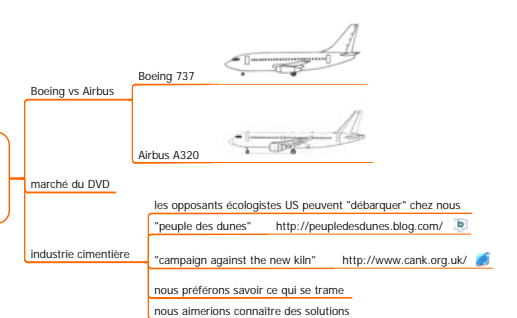 Boeing 737
Boeing vs Airbus
Airbus A320
marché du DVD
les opposants écologistes US peuvent "débarquer" chez nous
"peuple des dunes" http://peupledesdunes.blog.com/
industrie cimentière
"campaign against the new kiln" http://www.cank.org.uk/
nous préférons savoir ce qui se trame
nous aimerions connaitre des solutions